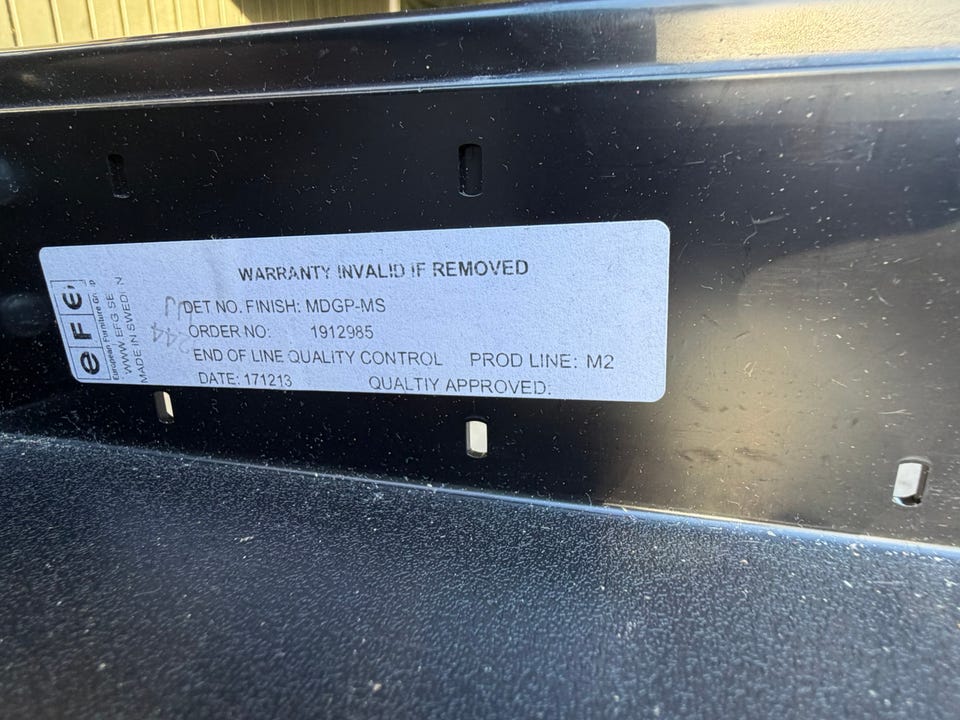 WARRANTY INVALID IF REMOVED
DET NO. FINISH: MDGP-MS
ORDER NO: 1912985
END OF LINE QUALITY CONTROL PROD LINE: M2
DATE: 171213 QUALTIY APPROVED:
efg
European Furniture Group
WWW.EFG.SE
MADE IN SWEDEN
244